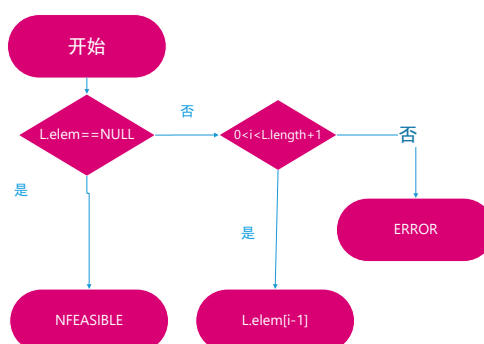 开始
L.elem==NULL
否
0<i<L.length+1
否
是
是
ERROR
NFEASIBLE
L.elem[i-1]